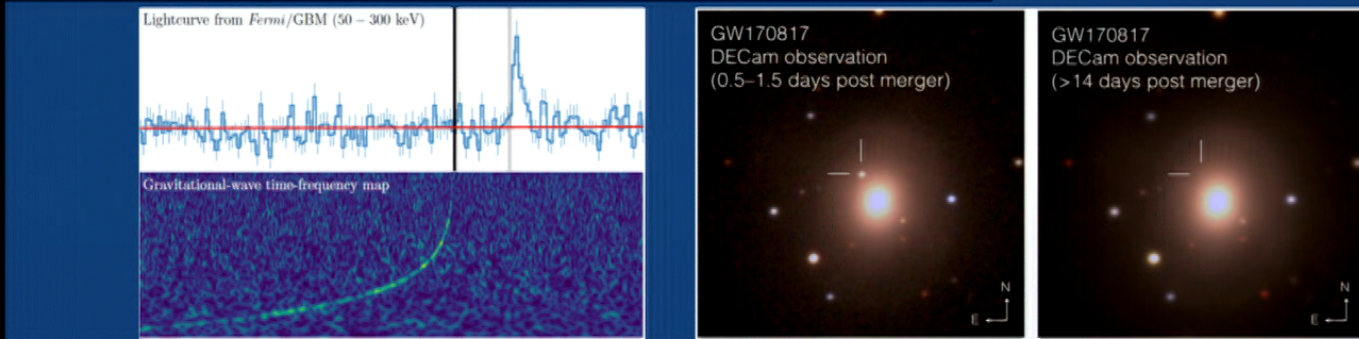 Lightcurve from Fermi/GBM (50 – 300 keV)
Gravitational-wave time-frequency map
GW170817
DECam observation
(0.5–1.5 days post merger)
N
E
GW170817
DECam observation
(>14 days post merger)
N
E